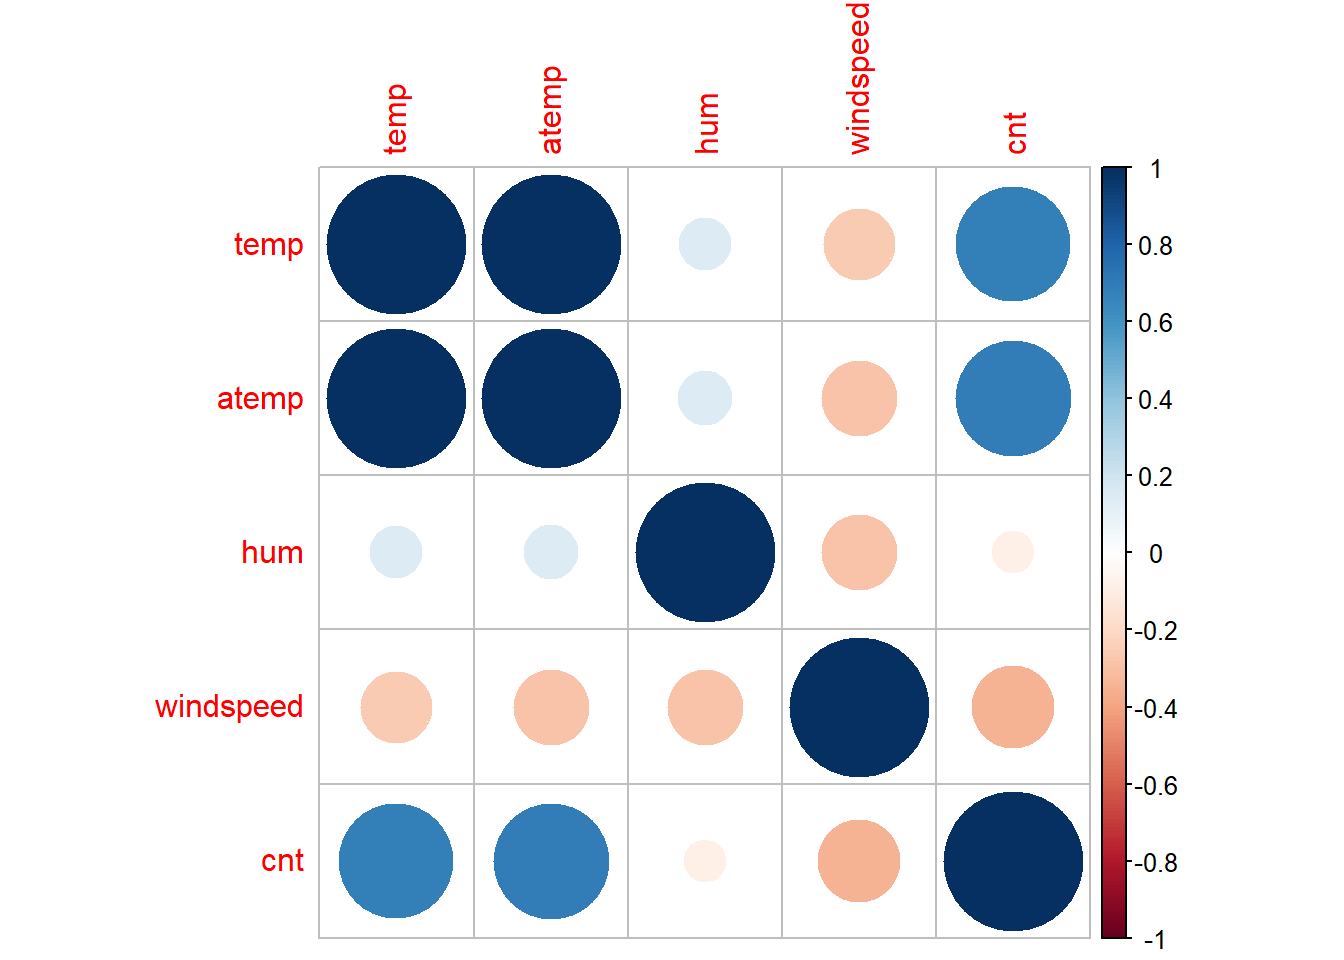 temp
atemp
hum
windspeed
cnt
temp
atemp
hum
windspeed
cnt
1
0.8
0.6
0.4
0.2
0
-0.2
-0.4
-0.6
-0.8
-1